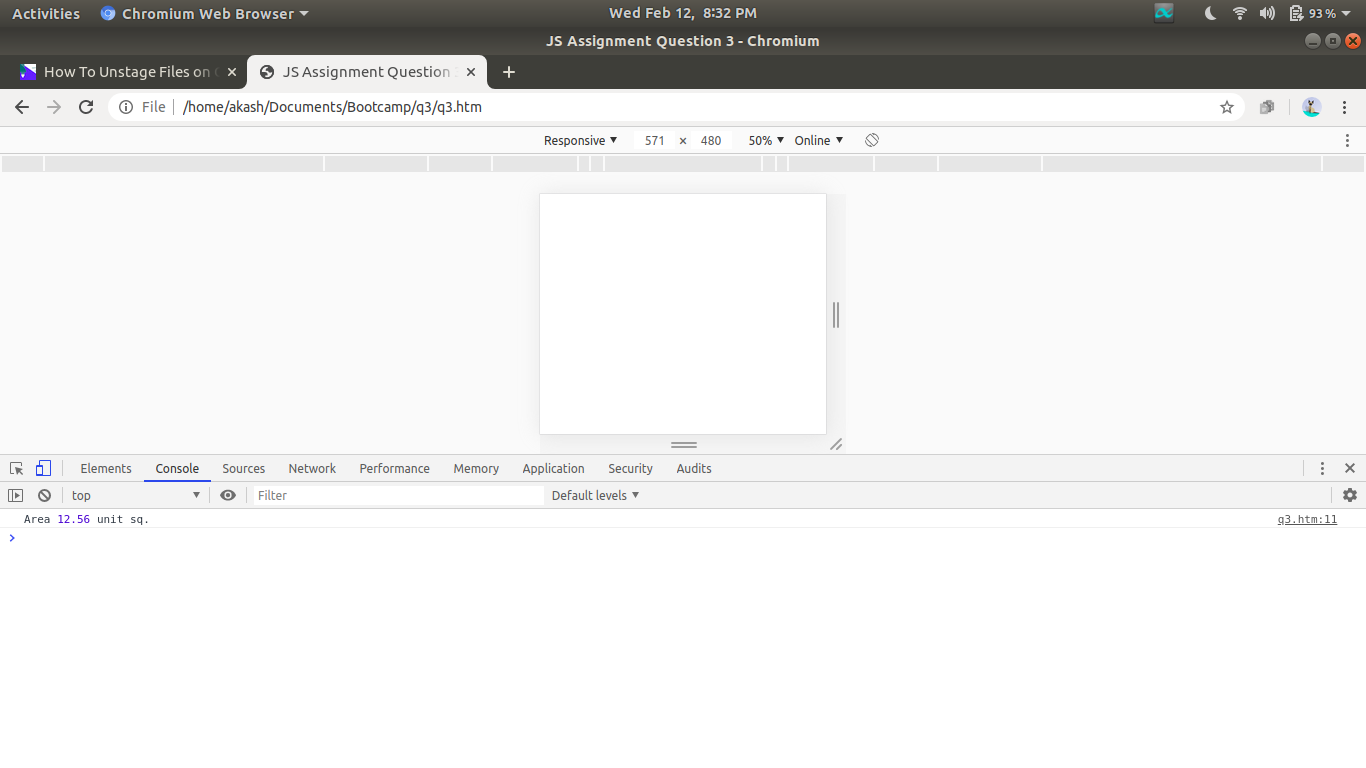 Activities Chromium Web Browser Wed Feb 12, 8:32 PM 93 %
JS Assignment Question 3 - Chromium
How To Unstage Files on JS Assignment Question
File /home/akash/Documents/Bootcamp/q3/q3.htm
Responsive 571 × 480 50% Online
Elements Console Sources Network Performance Memory Application Security Audits
top Filter Default levels
Area 12.56 unit sq. q3.htm:11